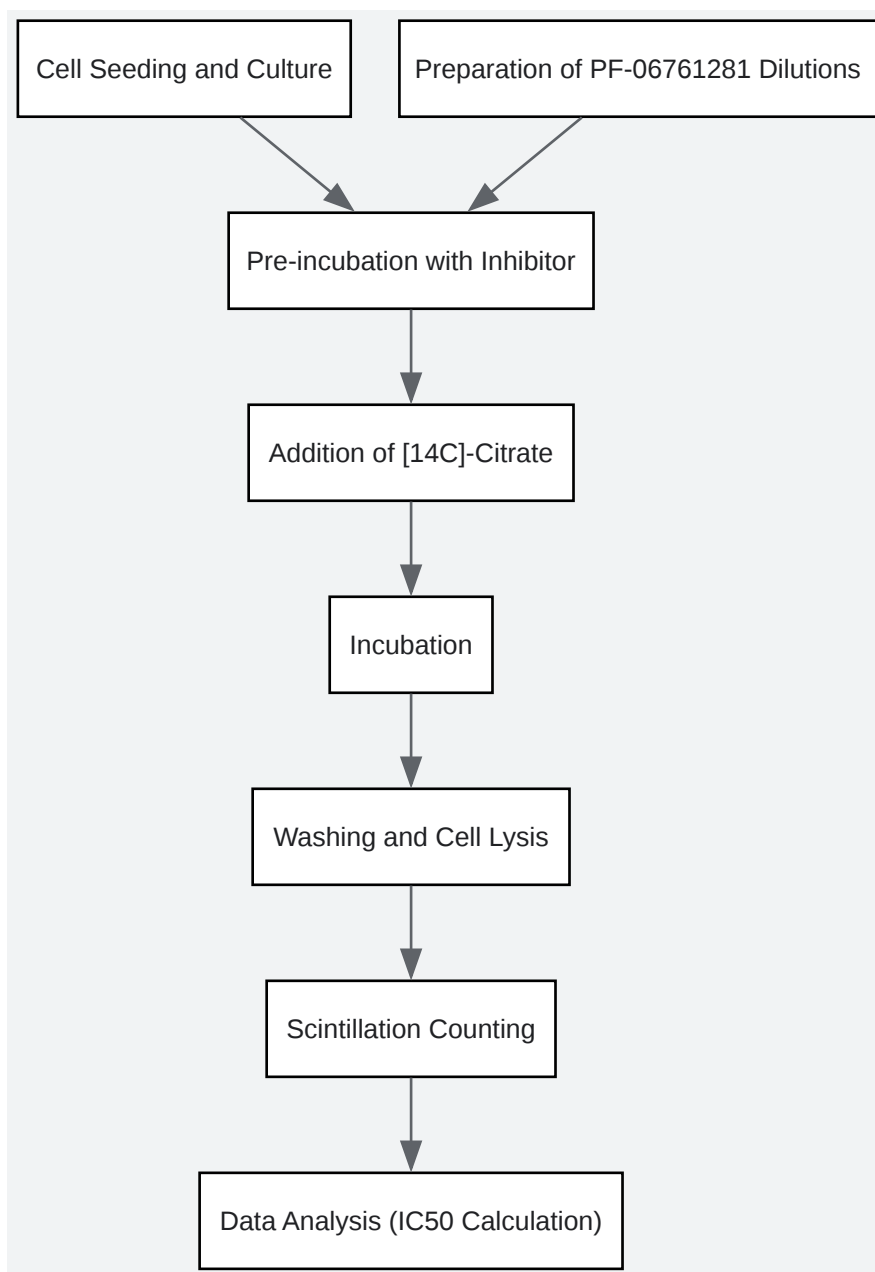 Cell Seeding and Culture
Preparation of PF-06761281 Dilutions
Pre-incubation with Inhibitor
Addition of [14C]-Citrate
Incubation
Washing and Cell Lysis
Scintillation Counting
Data Analysis (IC50 Calculation)